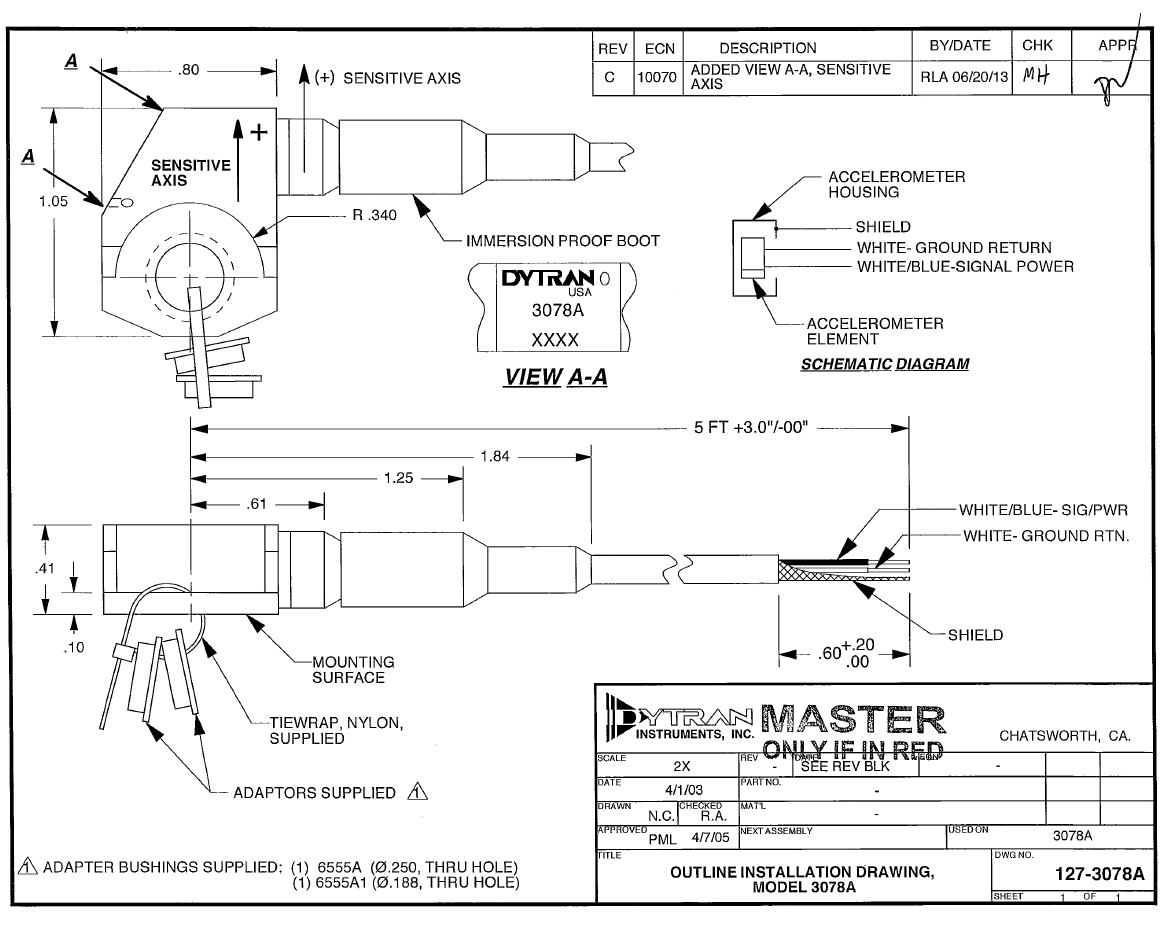 REV ECN DESCRIPTION BY/DATE CHK APPR
C 10070 ADDED VIEW A-A, SENSITIVE AXIS RLA 06/20/13 MH
A
.80
(+) SENSITIVE AXIS
+
A
SENSITIVE
AXIS
1.05
R .340
IMMERSION PROOF BOOT
DYTRAN
USA
3078A
XXXX
VIEW A-A
ACCELEROMETER
HOUSING
SHIELD
WHITE- GROUND RETURN
WHITE/BLUE-SIGNAL POWER
ACCELEROMETER
ELEMENT
SCHEMATIC DIAGRAM
5 FT +3.0"/-00"
1.84
1.25
.61
.41
.10
WHITE/BLUE- SIG/PWR
WHITE- GROUND RTN.
SHIELD
.60 +.20
.00
MOUNTING
SURFACE
TIEWRAP, NYLON,
SUPPLIED
ADAPTORS SUPPLIED 1
1 ADAPTER BUSHINGS SUPPLIED: (1) 6555A (Ø.250, THRU HOLE)
(1) 6555A1 (Ø.188, THRU HOLE)
DYTRAN
INSTRUMENTS, INC.
MASTER
ONLY IF IN RED
CHATSWORTH, CA.
SCALE 2X REV - SEE REV BLK -
DATE 4/1/03 PART NO. -
DRAWN N.C. CHECKED R.A. MAT'L -
APPROVED PML 4/7/05 NEXT ASSEMBLY USED ON 3078A
TITLE
OUTLINE INSTALLATION DRAWING,
MODEL 3078A
DWG NO.
127-3078A
SHEET 1 OF 1